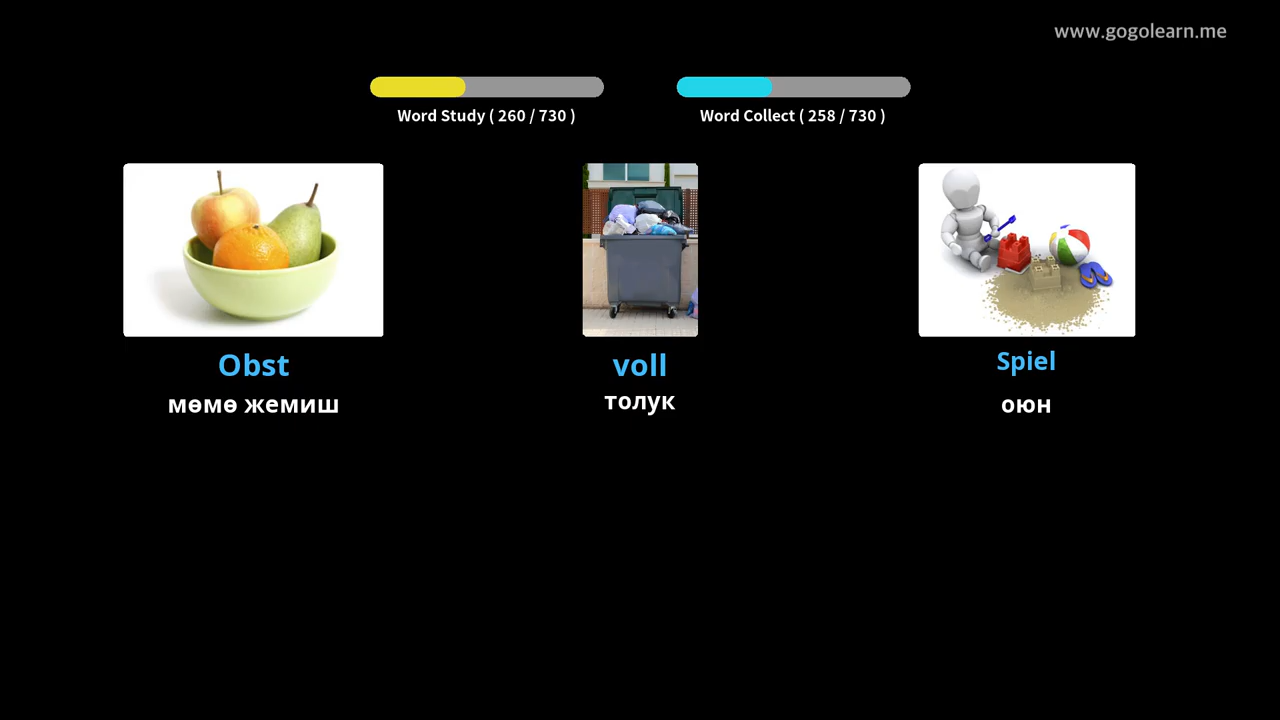 www.gogolearn.me
Word Study ( 260 / 730 )
Word Collect ( 258 / 730 )
Obst
voll
Spiel
мөмө жемиш
толук
оюн